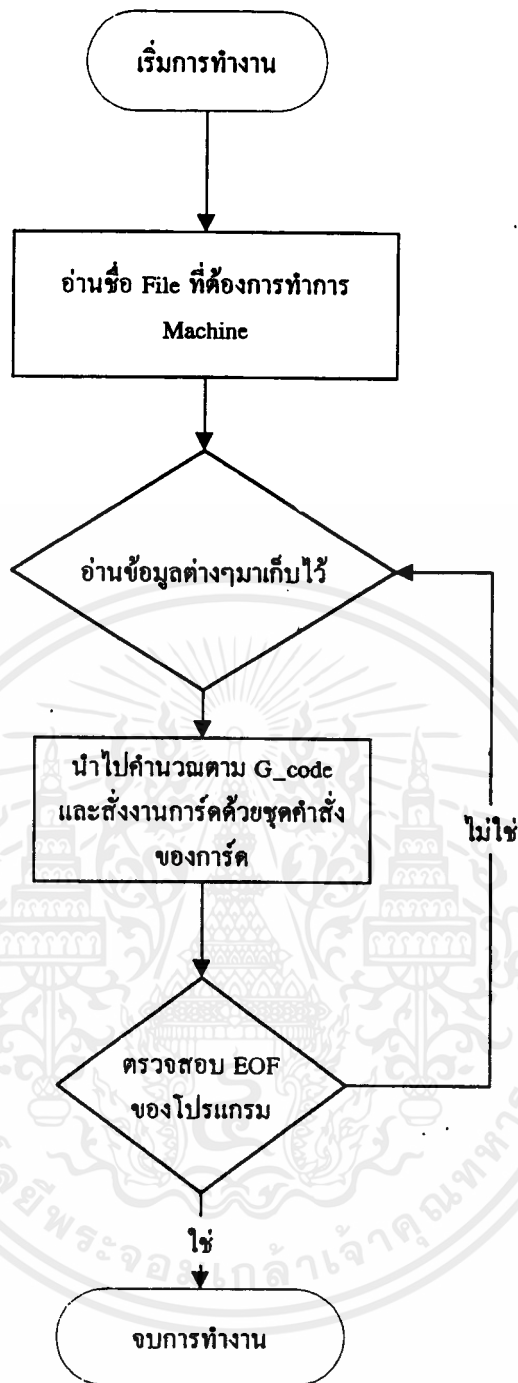 เริ่มการทำงาน
อ่านชื่อ File ที่ต้องการทำการ
Machine
อ่านข้อมูลต่างๆมาเก็บไว้
นำไปคำนวณตาม G_code
และสั่งงานการ์ดด้วยชุดคำสั่ง
ของการ์ด
ไม่ใช่
ตรวจสอบ EOF
ของโปรแกรม
ใช่
จบการทำงาน